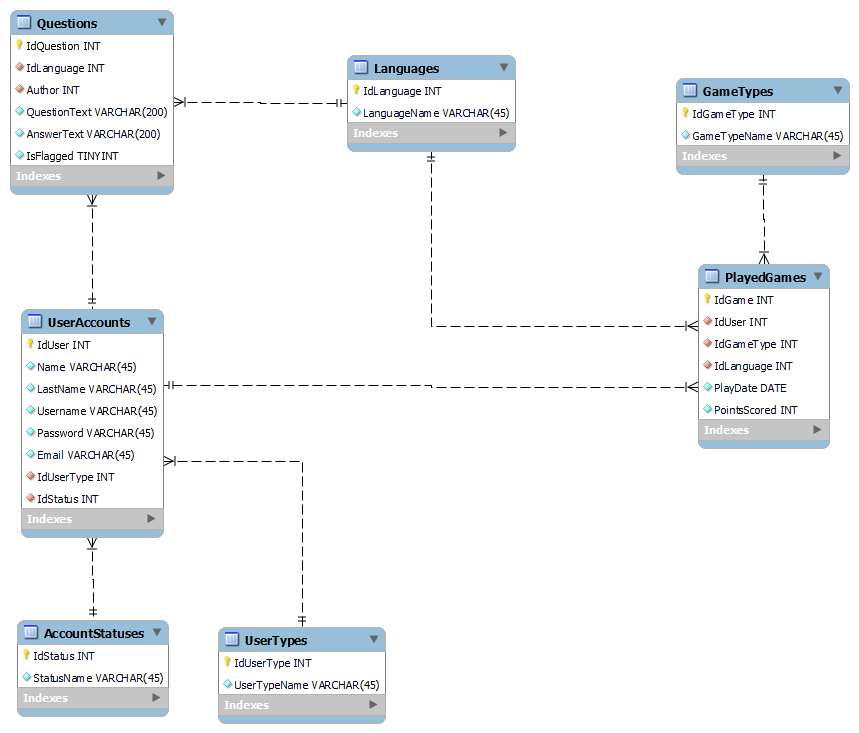 Questions
IdQuestion INT
IdLanguage INT
Author INT
QuestionText VARCHAR(200)
AnswerText VARCHAR(200)
IsFlagged TINYINT
Indexes
Languages
IdLanguage INT
LanguageName VARCHAR(45)
Indexes
GameTypes
IdGameType INT
GameTypeName VARCHAR(45)
Indexes
PlayedGames
IdGame INT
IdUser INT
IdGameType INT
IdLanguage INT
PlayDate DATE
PointsScored INT
Indexes
UserAccounts
IdUser INT
Name VARCHAR(45)
LastName VARCHAR(45)
Username VARCHAR(45)
Password VARCHAR(45)
Email VARCHAR(45)
IdUserType INT
IdStatus INT
Indexes
AccountStatuses
IdStatus INT
StatusName VARCHAR(45)
Indexes
UserTypes
IdUserType INT
UserTypeName VARCHAR(45)
Indexes